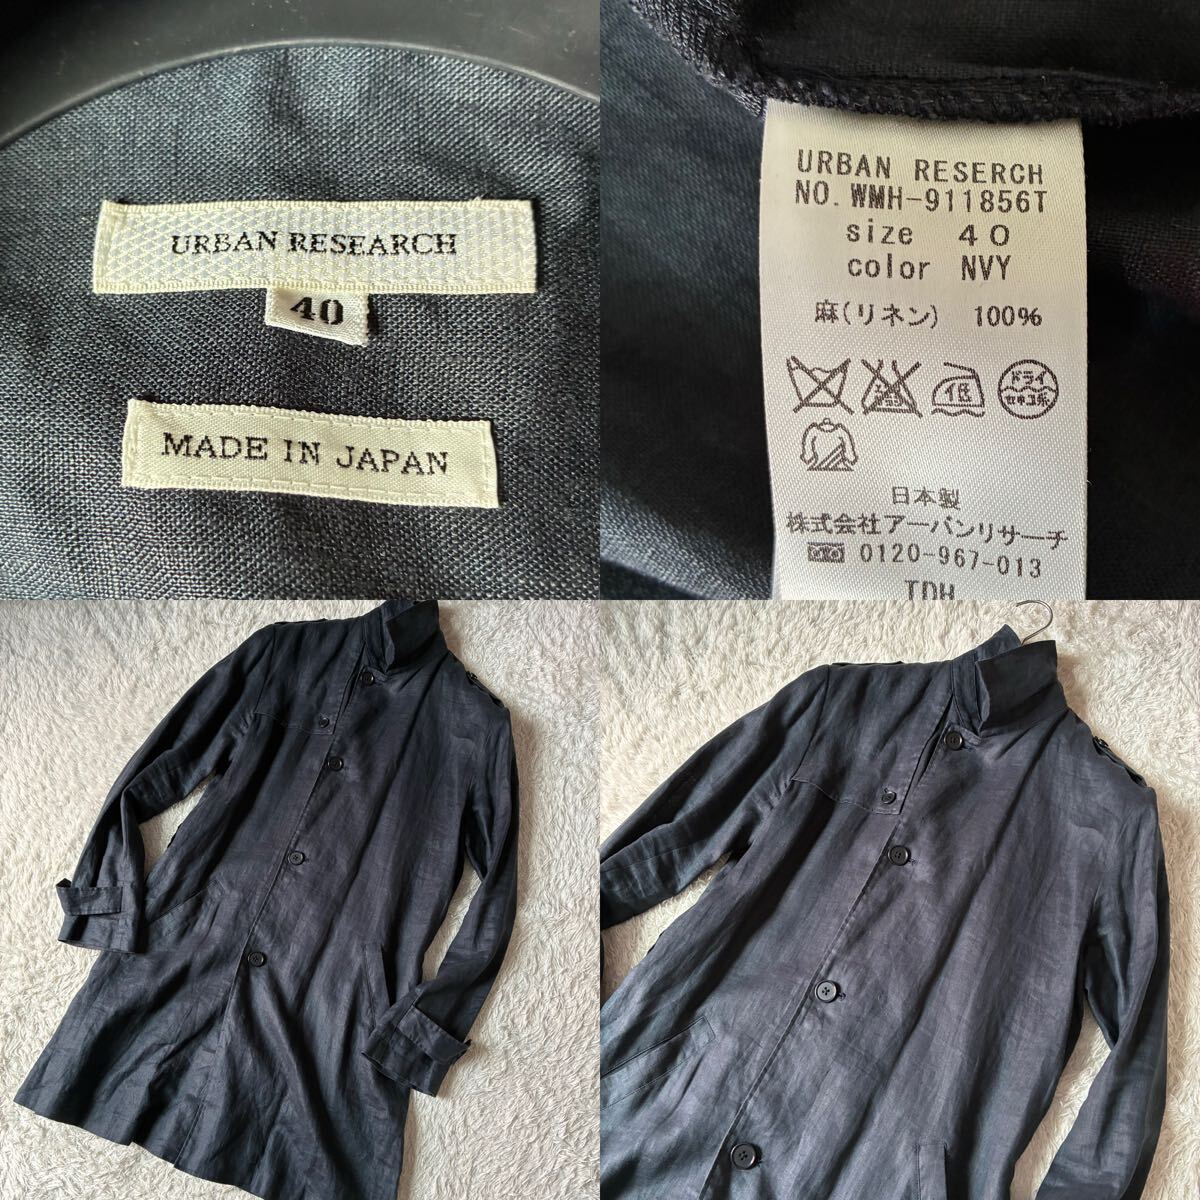 URBAN RESEARCH
40
MADE IN JAPAN
URBAN RESERCH
NO. WMH-911856T
size 40
color NVY
麻(リネン) 100%
低
ドライ
セキユ系
日本製
株式会社アーバンリサーチ
0120-967-013
TDH